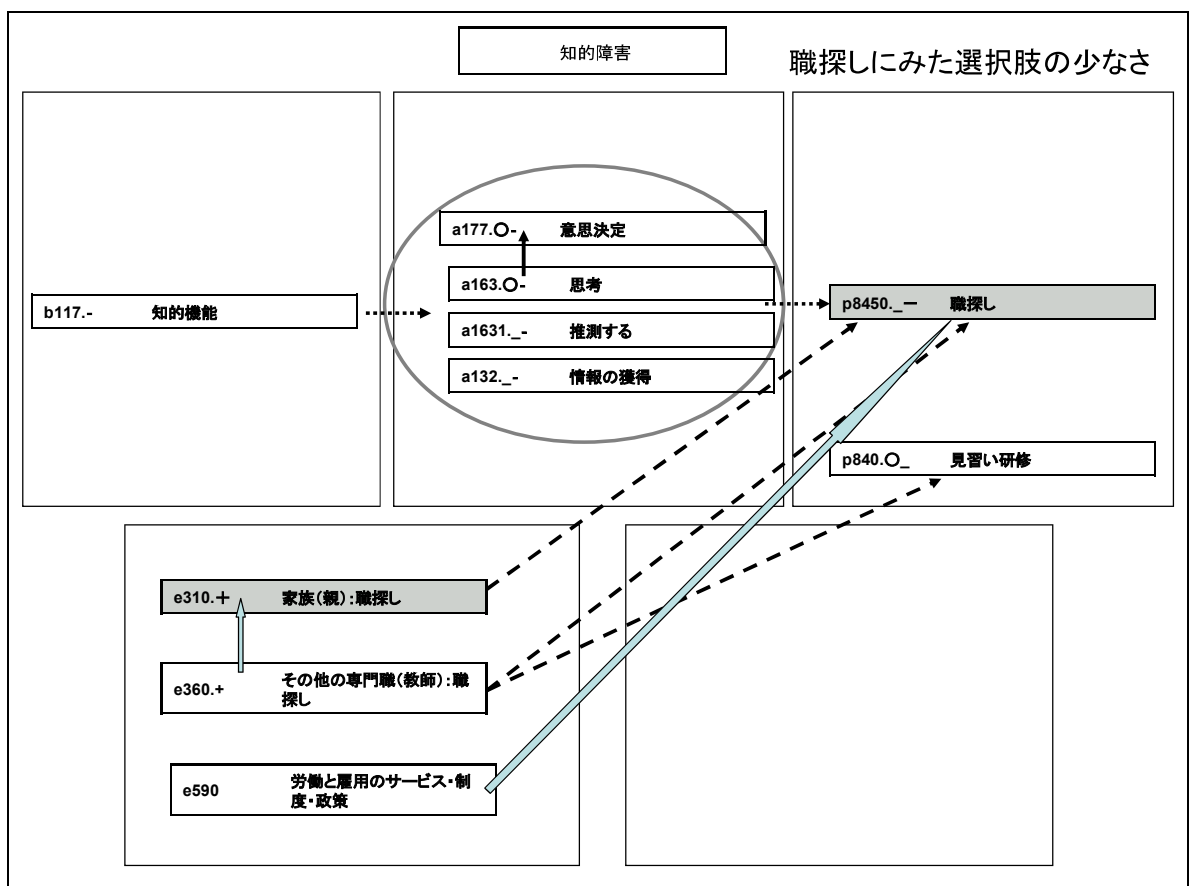 知的障害
職探しにみた選択肢の少なさ
a177.○- 意思決定
a163.○- 思考
b117.- 知的機能
a1631._- 推測する
a132._- 情報の獲得
p8450._ー 職探し
p840.○_ 見習い研修
e310.＋ 家族(親):職探し
e360.+ その他の専門職(教師):職
探し
e590 労働と雇用のサービス・制
度・政策